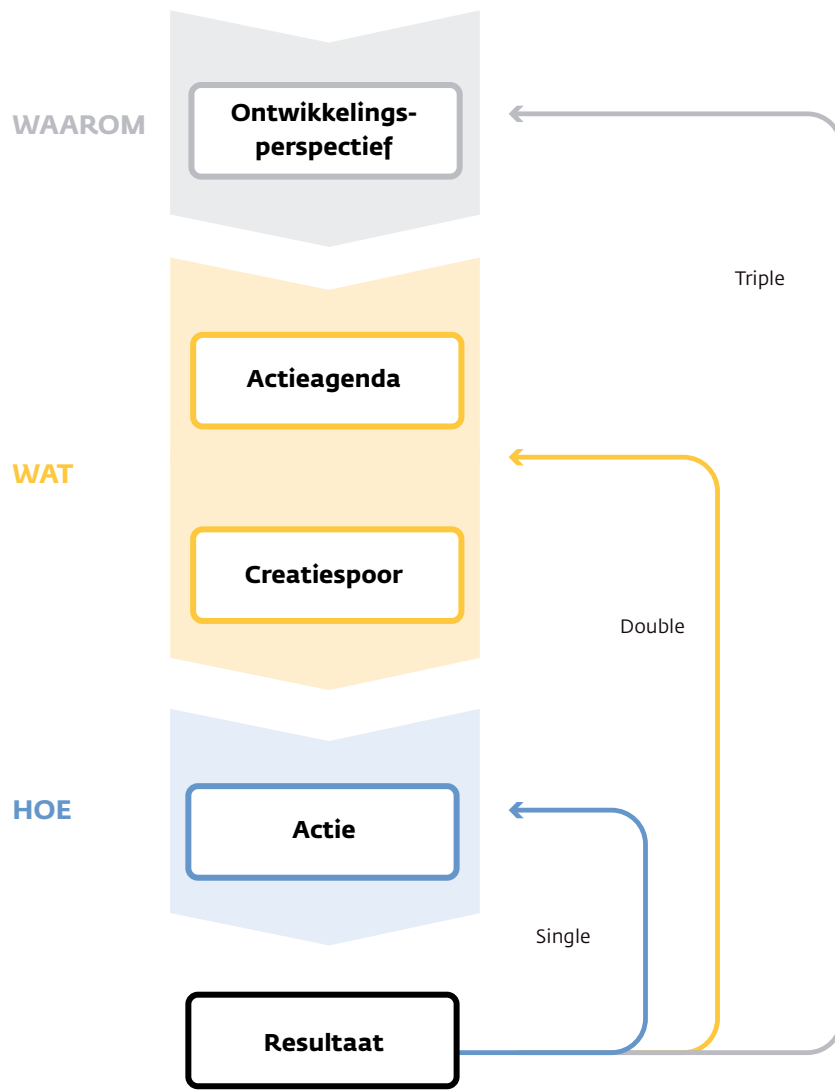 WAAROM
Ontwikkelings-
perspectief
Triple
Actieagenda
WAT
Creatiespoor
Double
HOE
Actie
Single
Resultaat